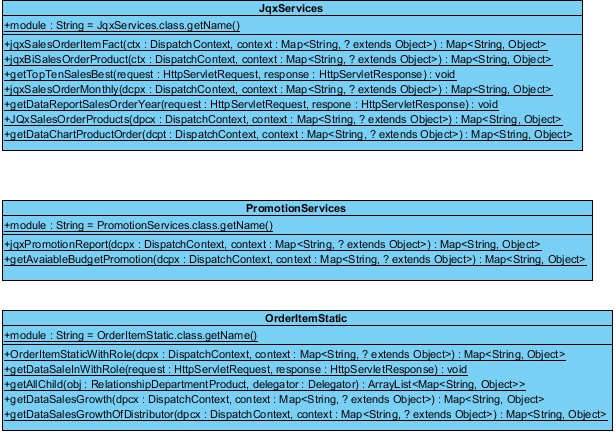 JqxServices
+module : String = JqxServices.class.getName()
+jqxSalesOrderItemFact(ctx : DispatchContext, context : Map<String, ? extends Object>) : Map<String, Object>
+jqxBiSalesOrderProduct(ctx : DispatchContext, context : Map<String, ? extends Object>) : Map<String, Object>
+getTopTenSalesBest(request : HttpServletRequest, response : HttpServletResponse) : void
+jqxSalesOrderMonthly(dcpx : DispatchContext, context : Map<String, ? extends Object>) : Map<String, Object>
+getDataReportSalesOrderYear(request : HttpServletRequest, respone : HttpServletResponse) : void
+JQxSalesOrderProducts(dpcx : DispatchContext, context : Map<String, ? extends Object>) : Map<String, Object>
+getDataChartProductOrder(dcpt : DispatchContext, context : Map<String, ? extends Object>) : Map<String, Object>
PromotionServices
+module : String = PromotionServices.class.getName()
+jqxPromotionReport(dcpx : DispatchContext, context : Map<String, ? extends Object>) : Map<String, Object>
+getAvaiableBudgetPromotion(dcpx : DispatchContext, context : Map<String, ? extends Object>) : Map<String, Object>
OrderItemStatic
+module : String = OrderItemStatic.class.getName()
+OrderItemStaticWithRole(dcpx : DispatchContext, context : Map<String, ? extends Object>) : Map<String, Object>
+getDataSaleInWithRole(request : HttpServletRequest, response : HttpServletResponse) : void
+getAllChild(obj : RelationshipDepartmentProduct, delegator : Delegator) : ArrayList<Map<String, Object>>
+getDataSalesGrowth(dpcx : DispatchContext, context : Map<String, ? extends Object>) : Map<String, Object>
+getDataSalesGrowthOfDistributor(dpcx : DispatchContext, context : Map<String, ? extends Object>) : Map<String, Object>